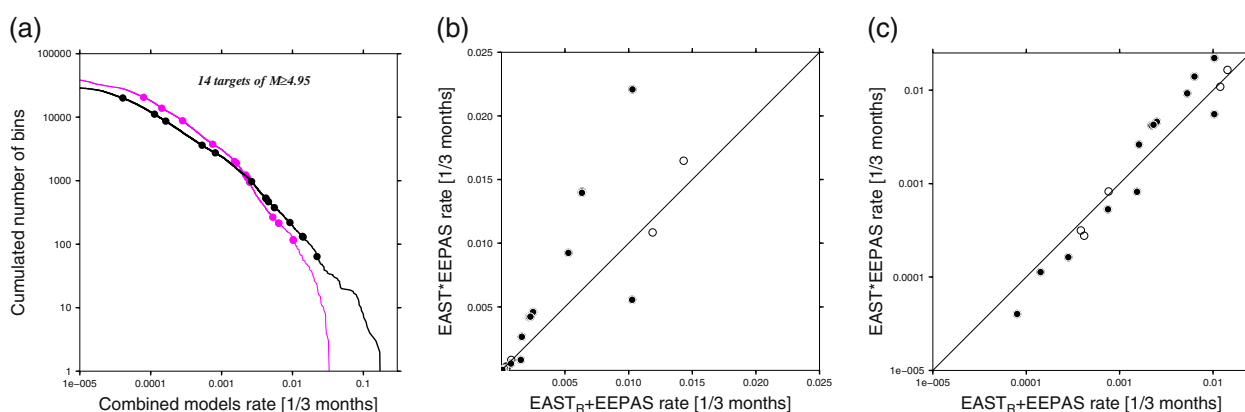 (a)
14 targets of M≥4.95
Cumulated number of bins
100000
10000
1000
100
10
1
1e−005
0.0001
0.001
0.01
0.1
Combined models rate [1/3 months]
(b)
EAST*EEPAS rate [1/3 months]
0.025
0.020
0.015
0.010
0.005
0.005
0.010
0.015
0.020
0.025
EASTR+EEPAS rate [1/3 months]
(c)
EAST*EEPAS rate [1/3 months]
0.01
0.001
0.0001
1e−005
1e−005
0.0001
0.001
0.01
EASTR+EEPAS rate [1/3 months]